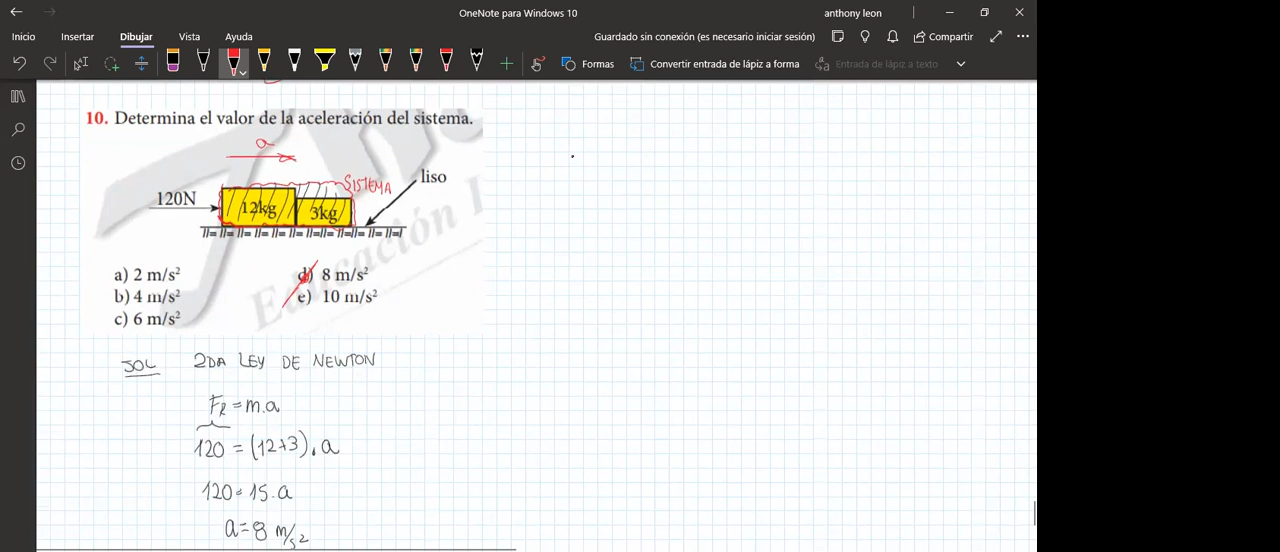 OneNote para Windows 10
anthony leon
Inicio Insertar Dibujar Vista Ayuda
Guardado sin conexión (es necesario iniciar sesión)
Compartir
Formas
Convertir entrada de lápiz a forma
Entrada de lápiz a texto
10. Determina el valor de la aceleración del sistema.
a
SISTEMA
liso
120N
12kg
3kg
a) 2 m/s²
b) 4 m/s²
c) 6 m/s²
d) 8 m/s²
e) 10 m/s²
Educación
SOL 2DA LEY DE NEWTON
FR = m.a
120 = (12+3).a
120 = 15.a
a = 8 m/s2